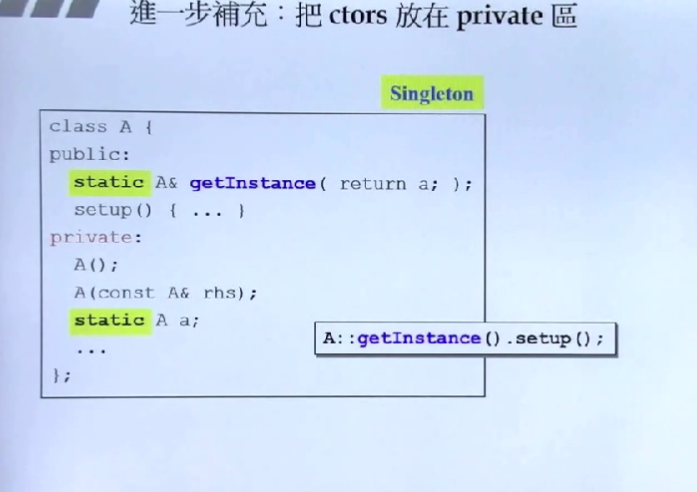 進一步補充：把 ctors 放在 private 區
Singleton
class A {
public:
static A& getInstance( return a; );
setup() { ... }
private:
A();
A(const A& rhs);
static A a;
...
};
A::getInstance().setup();